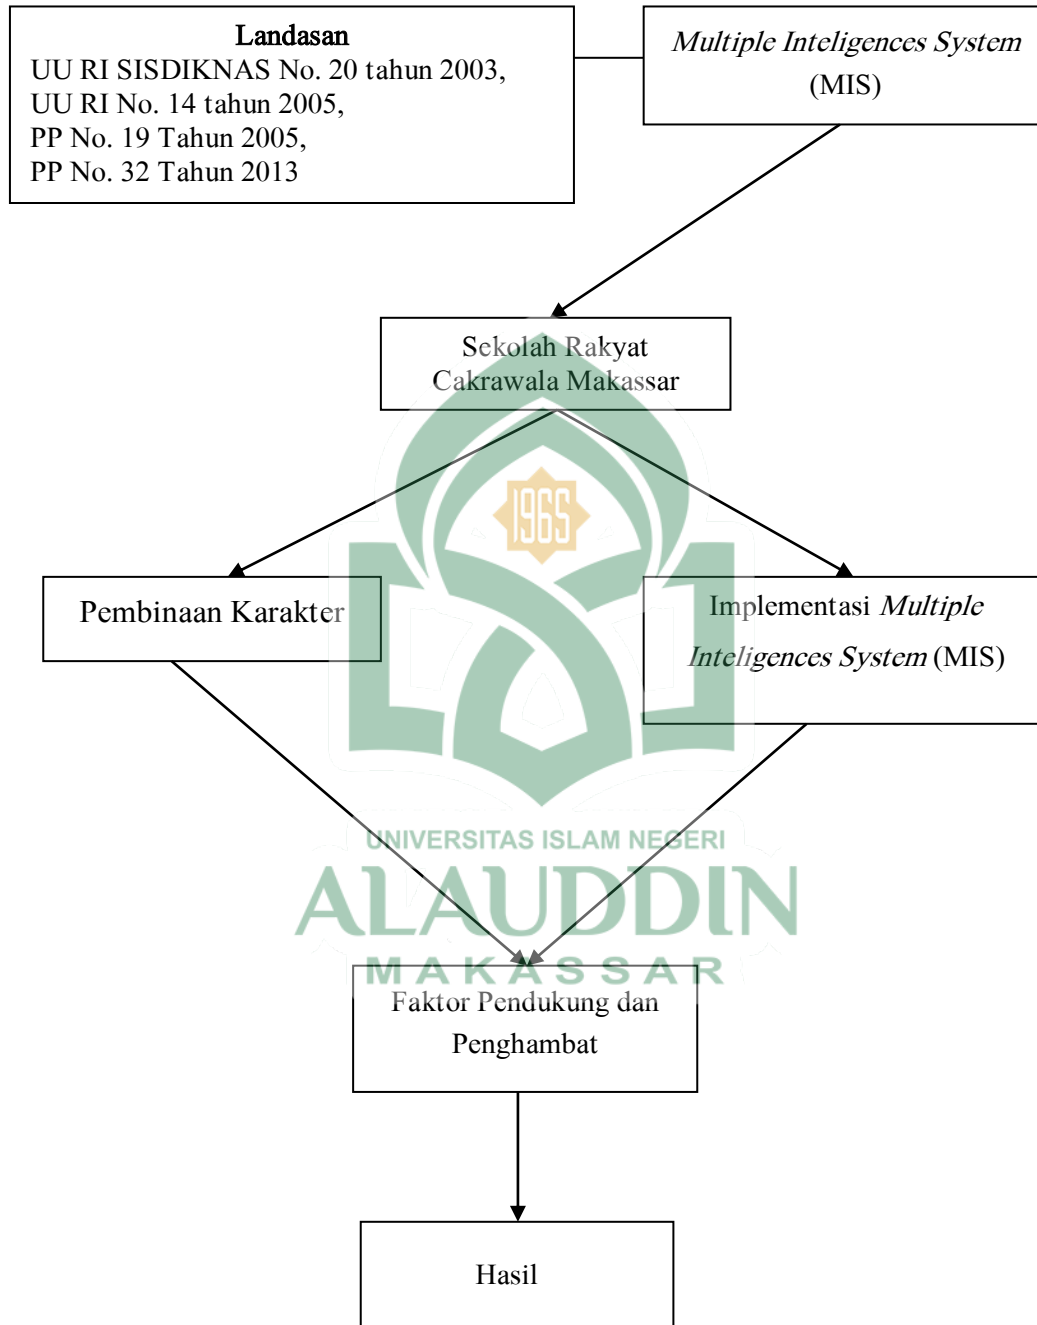 Landasan
UU RI SISDIKNAS No. 20 tahun 2003,
UU RI No. 14 tahun 2005,
PP No. 19 Tahun 2005,
PP No. 32 Tahun 2013
Multiple Inteligences System
(MIS)
Sekolah Rakyat
Cakrawala Makassar
1965
Pembinaan Karakter
Implementasi Multiple
Inteligences System (MIS)
UNIVERSITAS ISLAM NEGERI
ALAUDDIN
MAKASSAR
Faktor Pendukung dan
Penghambat
Hasil